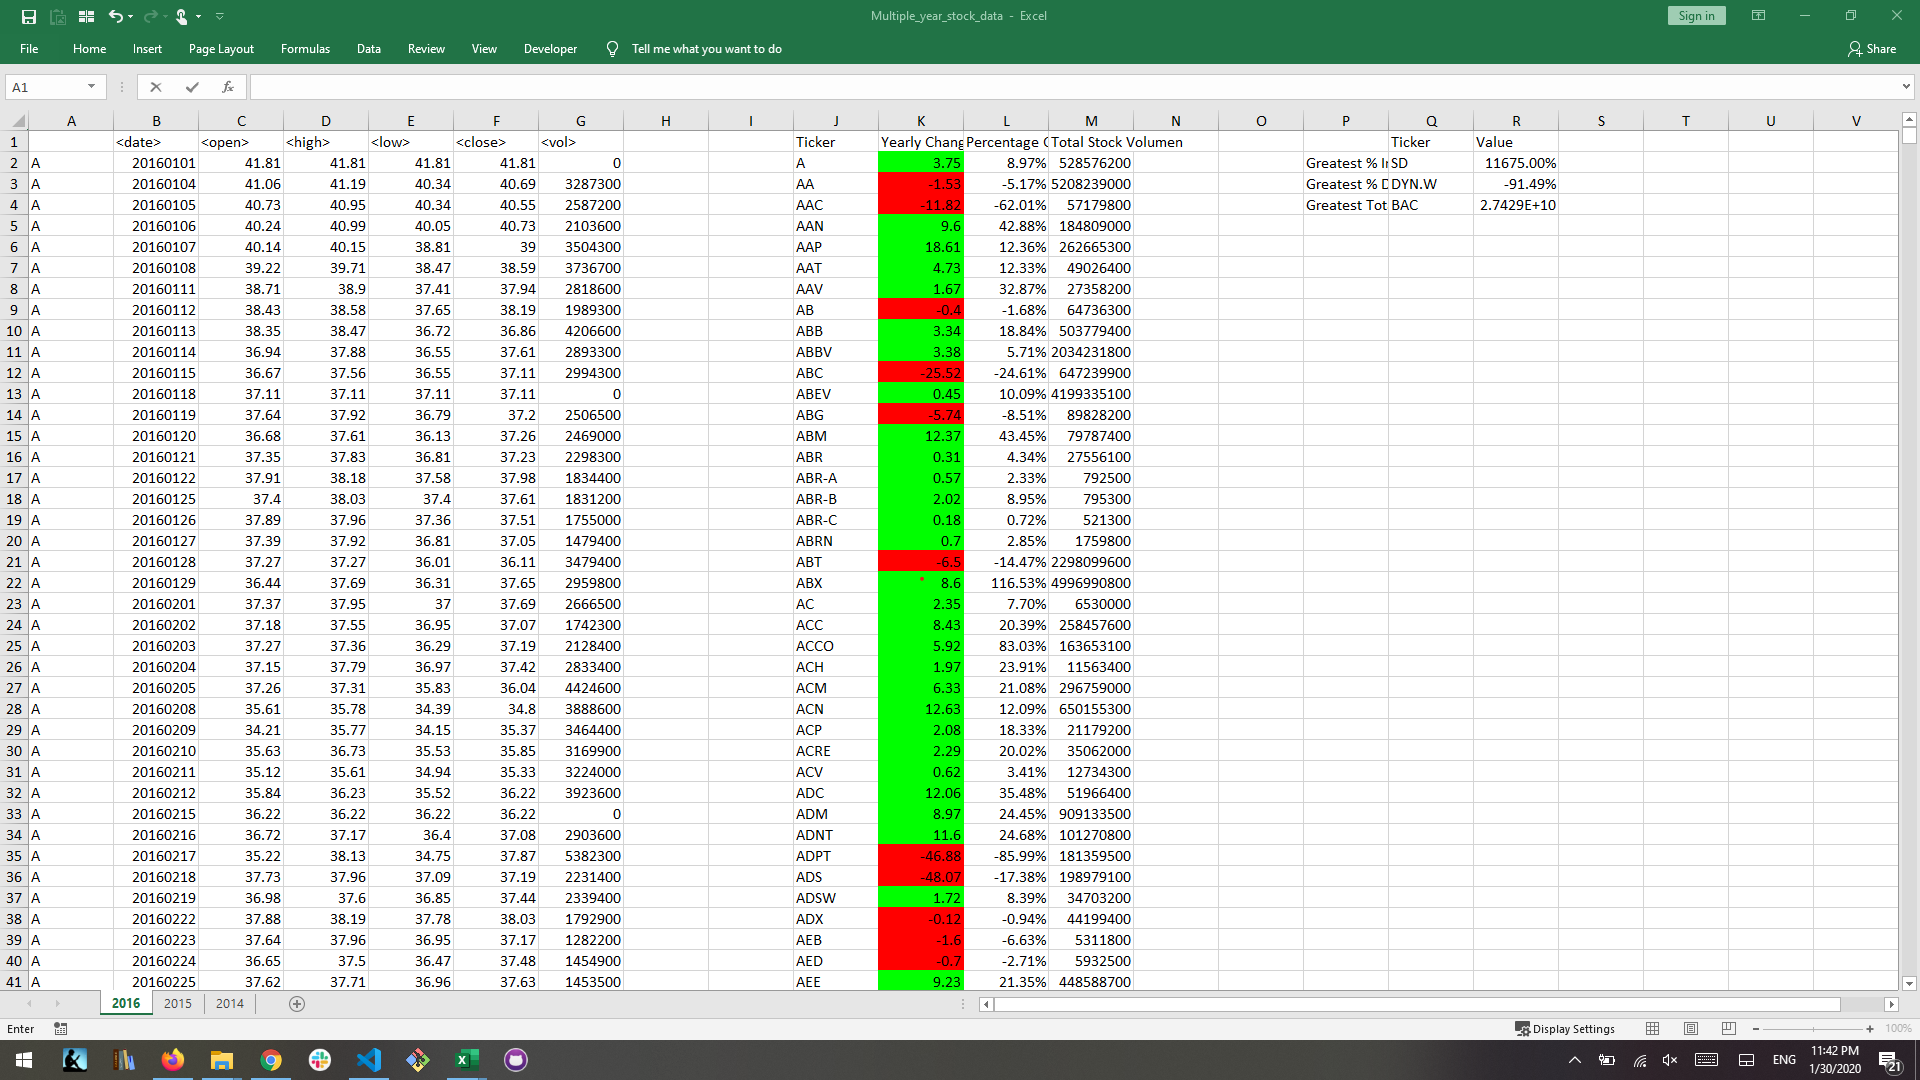 Multiple_year_stock_data - Excel
Sign in
File Home Insert Page Layout Formulas Data Review View Developer Tell me what you want to do Share
A1 fx
A B C D E F G H I J K L M N O P Q R S T U V
1 <date> <open> <high> <low> <close> <vol> Ticker Yearly Chang Percentage C Total Stock Volumen Ticker Value
2 A 20160101 41.81 41.81 41.81 41.81 0 A 3.75 8.97% 528576200 Greatest % In SD 11675.00%
3 A 20160104 41.06 41.19 40.34 40.69 3287300 AA -1.53 -5.17% 5208239000 Greatest % D DYN.W -91.49%
4 A 20160105 40.73 40.95 40.34 40.55 2587200 AAC -11.82 -62.01% 57179800 Greatest Tot BAC 2.7429E+10
5 A 20160106 40.24 40.99 40.05 40.73 2103600 AAN 9.6 42.88% 184809000
6 A 20160107 40.14 40.15 38.81 39 3504300 AAP 18.61 12.36% 262665300
7 A 20160108 39.22 39.71 38.47 38.59 3736700 AAT 4.73 12.33% 49026400
8 A 20160111 38.71 38.9 37.41 37.94 2818600 AAV 1.67 32.87% 27358200
9 A 20160112 38.43 38.58 37.65 38.19 1989300 AB -0.4 -1.68% 64736300
10 A 20160113 38.35 38.47 36.72 36.86 4206600 ABB 3.34 18.84% 503779400
11 A 20160114 36.94 37.88 36.55 37.61 2893300 ABBV 3.38 5.71% 2034231800
12 A 20160115 36.67 37.56 36.55 37.11 2994300 ABC -25.52 -24.61% 647239900
13 A 20160118 37.11 37.11 37.11 37.11 0 ABEV 0.45 10.09% 4199335100
14 A 20160119 37.64 37.92 36.79 37.2 2506500 ABG -5.74 -8.51% 89828200
15 A 20160120 36.68 37.61 36.13 37.26 2469000 ABM 12.37 43.45% 79787400
16 A 20160121 37.35 37.83 36.81 37.23 2298300 ABR 0.31 4.34% 27556100
17 A 20160122 37.91 38.18 37.58 37.98 1834400 ABR-A 0.57 2.33% 792500
18 A 20160125 37.4 38.03 37.4 37.61 1831200 ABR-B 2.02 8.95% 795300
19 A 20160126 37.89 37.96 37.36 37.51 1755000 ABR-C 0.18 0.72% 521300
20 A 20160127 37.39 37.92 36.81 37.05 1479400 ABRN 0.7 2.85% 1759800
21 A 20160128 37.27 37.27 36.01 36.11 3479400 ABT -6.5 -14.47% 2298099600
22 A 20160129 36.44 37.69 36.31 37.65 2959800 ABX 8.6 116.53% 4996990800
23 A 20160201 37.37 37.95 37 37.69 2666500 AC 2.35 7.70% 6530000
24 A 20160202 37.18 37.55 36.95 37.07 1742300 ACC 8.43 20.39% 258457600
25 A 20160203 37.27 37.36 36.29 37.19 2128400 ACCO 5.92 83.03% 163653100
26 A 20160204 37.15 37.79 36.97 37.42 2833400 ACH 1.97 23.91% 11563400
27 A 20160205 37.26 37.31 35.83 36.04 4424600 ACM 6.33 21.08% 296759000
28 A 20160208 35.61 35.78 34.39 34.8 3888600 ACN 12.63 12.09% 650155300
29 A 20160209 34.21 35.77 34.15 35.37 3464400 ACP 2.08 18.33% 21179200
30 A 20160210 35.63 36.73 35.53 35.85 3169900 ACRE 2.29 20.02% 35062000
31 A 20160211 35.12 35.61 34.94 35.33 3224000 ACV 0.62 3.41% 12734300
32 A 20160212 35.84 36.23 35.52 36.22 3923600 ADC 12.06 35.48% 51966400
33 A 20160215 36.22 36.22 36.22 36.22 0 ADM 8.97 24.45% 909133500
34 A 20160216 36.72 37.17 36.4 37.08 2903600 ADNT 11.6 24.68% 101270800
35 A 20160217 35.22 38.13 34.75 37.87 5382300 ADPT -46.88 -85.99% 181359500
36 A 20160218 37.73 37.96 37.09 37.19 2231400 ADS -48.07 -17.38% 198979100
37 A 20160219 36.98 37.6 36.85 37.44 2339400 ADSW 1.72 8.39% 34703200
38 A 20160222 37.88 38.19 37.78 38.03 1792900 ADX -0.12 -0.94% 44199400
39 A 20160223 37.64 37.96 36.95 37.17 1282200 AEB -1.6 -6.63% 5311800
40 A 20160224 36.65 37.5 36.47 37.48 1454900 AED -0.7 -2.71% 5932500
41 A 20160225 37.62 37.71 36.96 37.63 1453500 AEE 9.23 21.35% 448588700
2016 2015 2014
Enter Display Settings 100%
ENG 11:42 PM
1/30/2020 21